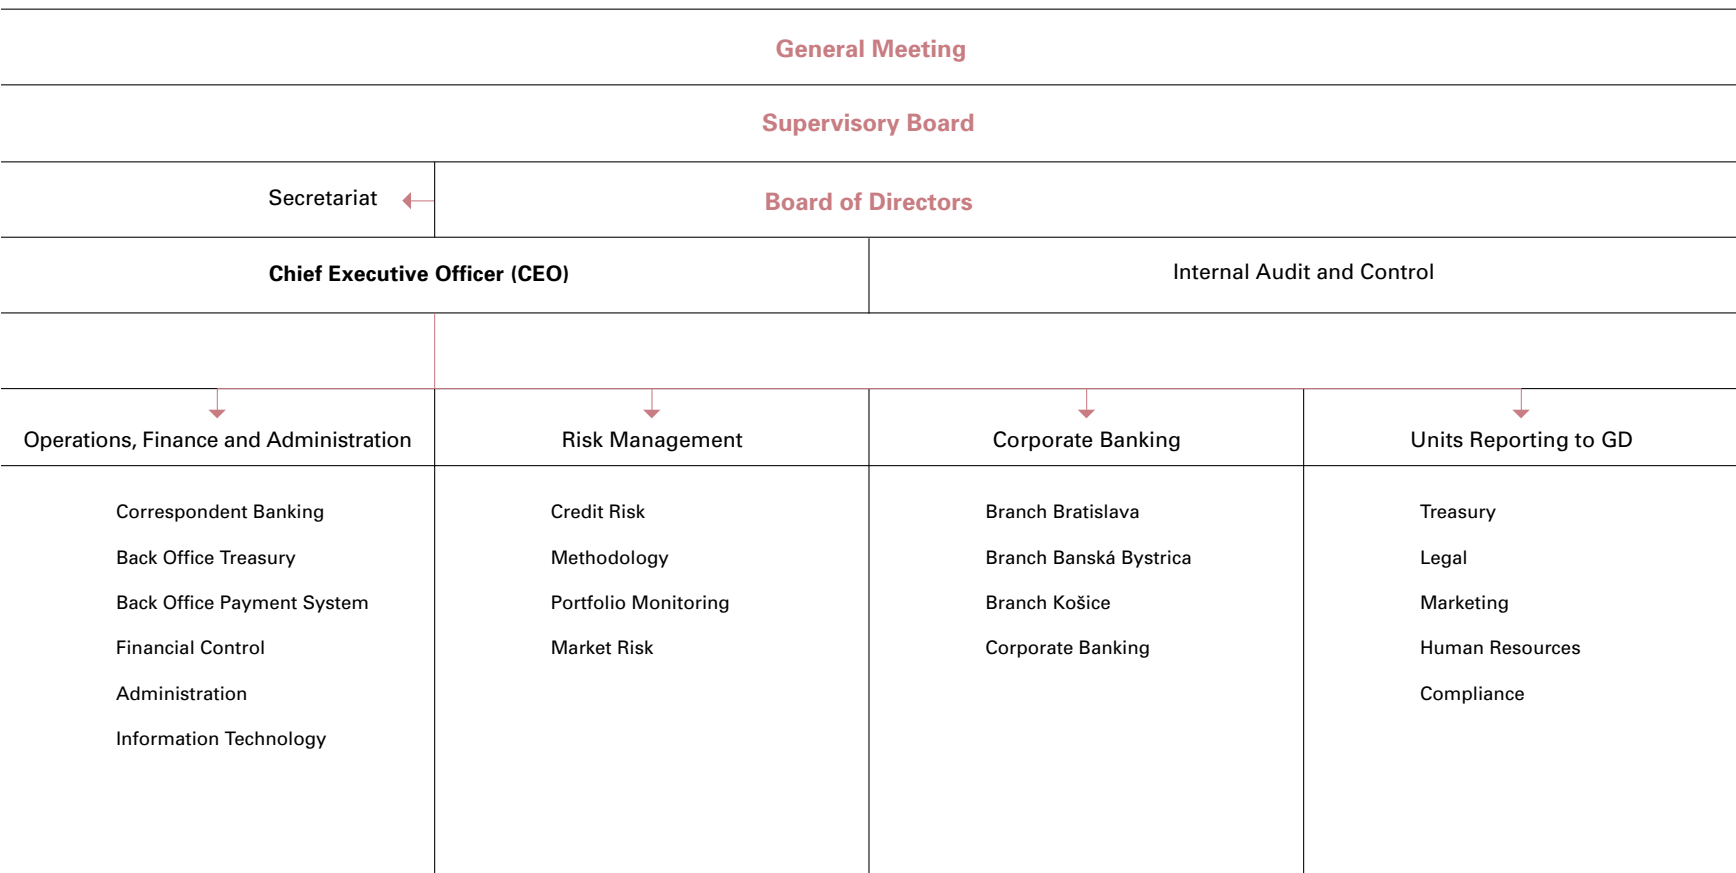 General Meeting
Supervisory Board
Secretariat
Board of Directors
Chief Executive Officer (CEO)
Internal Audit and Control
Operations, Finance and Administration
Risk Management
Corporate Banking
Units Reporting to GD
Correspondent Banking
Back Office Treasury
Back Office Payment System
Financial Control
Administration
Information Technology
Credit Risk
Methodology
Portfolio Monitoring
Market Risk
Branch Bratislava
Branch Banská Bystrica
Branch Košice
Corporate Banking
Treasury
Legal
Marketing
Human Resources
Compliance